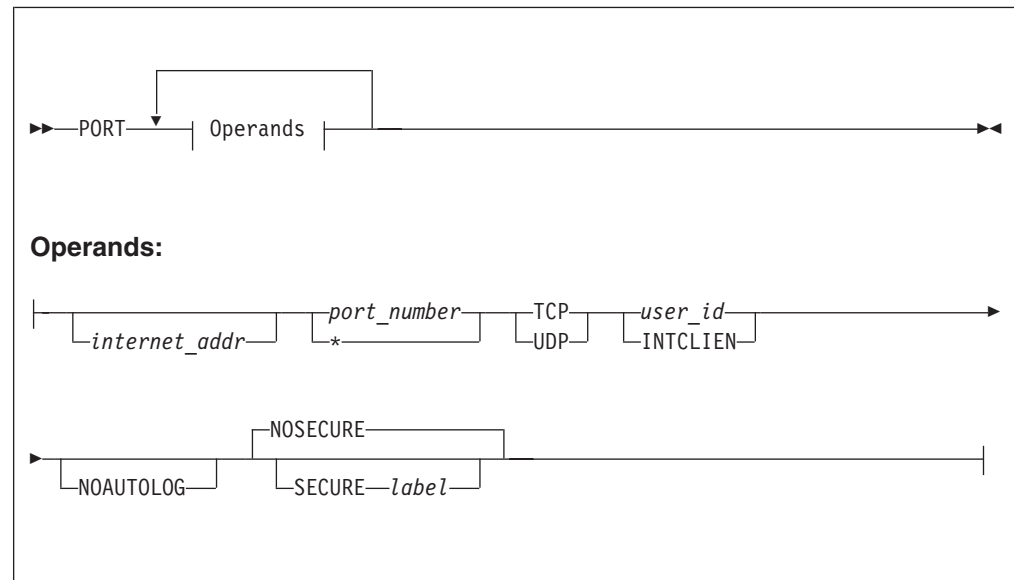 PORT Operands
Operands:
port_number TCP user_id
internet_addr * UDP INTCLIEN
NOSECURE
NOAUTOLOG SECURE label